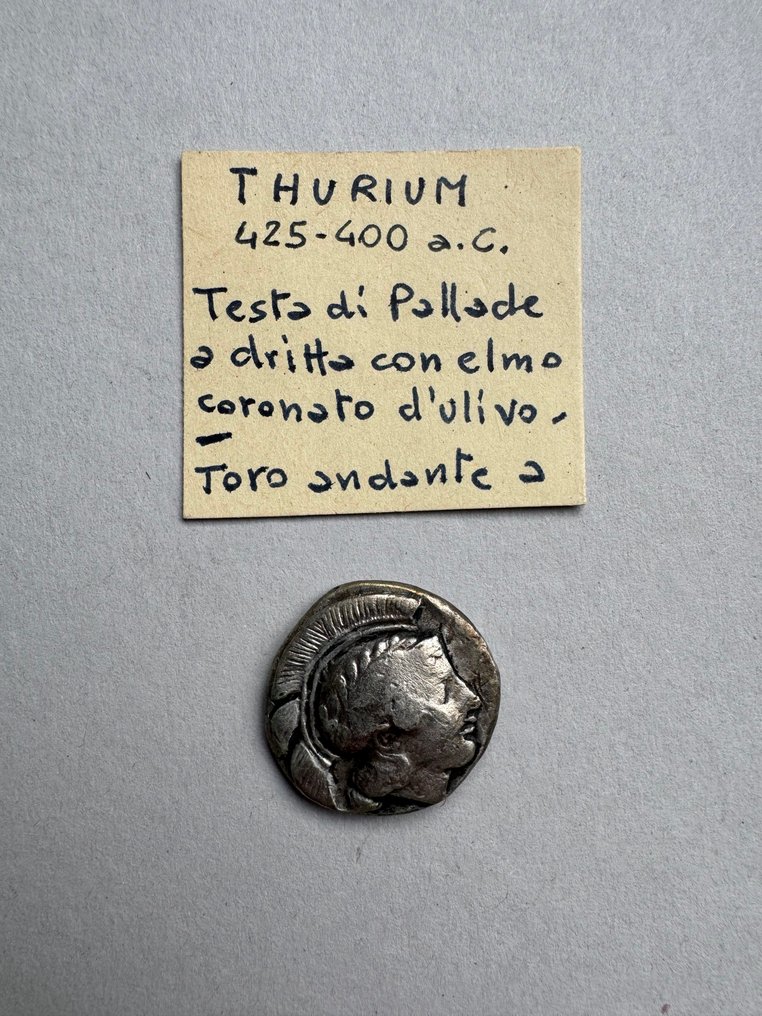 THURIUM
425-400 a.C.
Testa di Pallade
a dritta con elmo
coronato d'ulivo.
—
Toro andante a